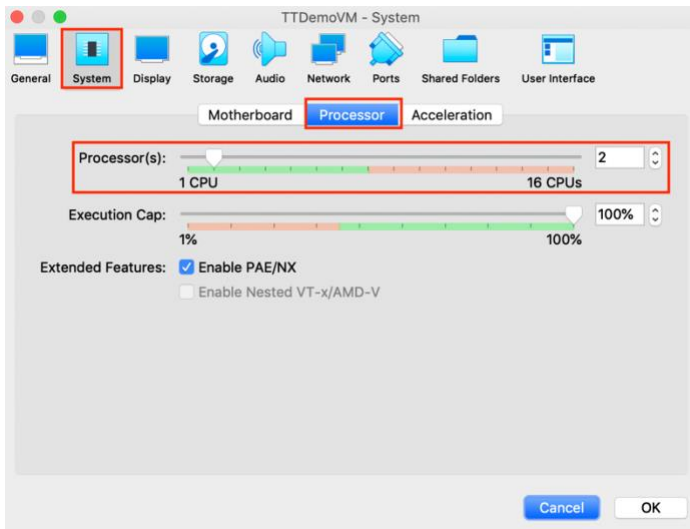 TTDemoVM - System
General System Display Storage Audio Network Ports Shared Folders User Interface
Motherboard Processor Acceleration
Processor(s): 2
1 CPU 16 CPUs
Execution Cap: 100%
1% 100%
Extended Features: Enable PAE/NX
Enable Nested VT-x/AMD-V
Cancel OK